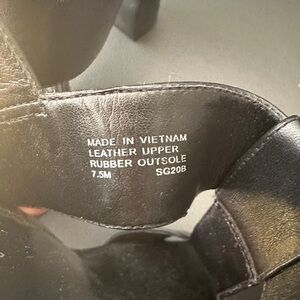 MADE IN VIETNAM
LEATHER UPPER
RUBBER OUTSOLE
7.5M SG20B